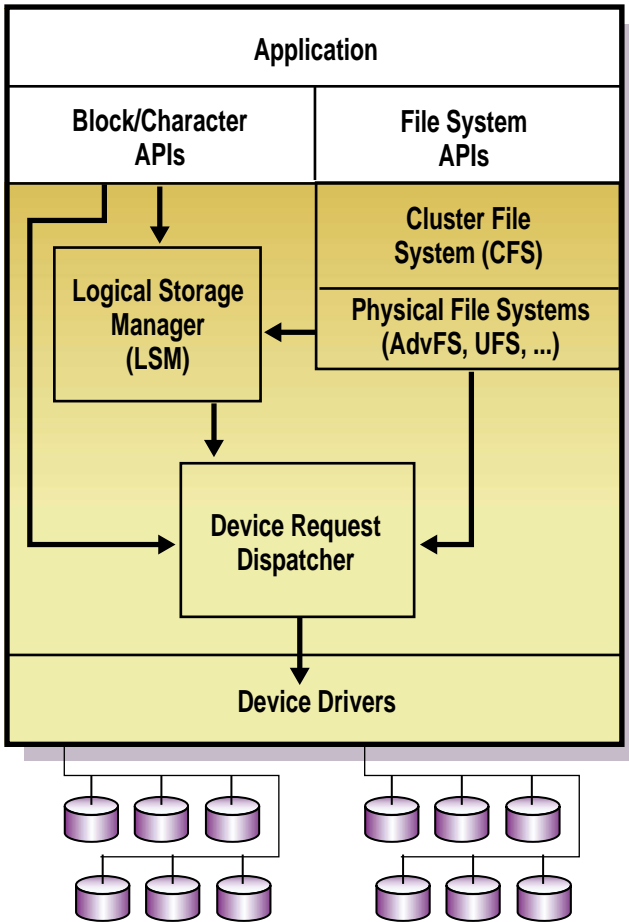 Application
Block/Character
APIs
File System
APIs
Cluster File
System (CFS)
Logical Storage
Manager
(LSM)
Physical File Systems
(AdvFS, UFS, ...)
Device Request
Dispatcher
Device Drivers